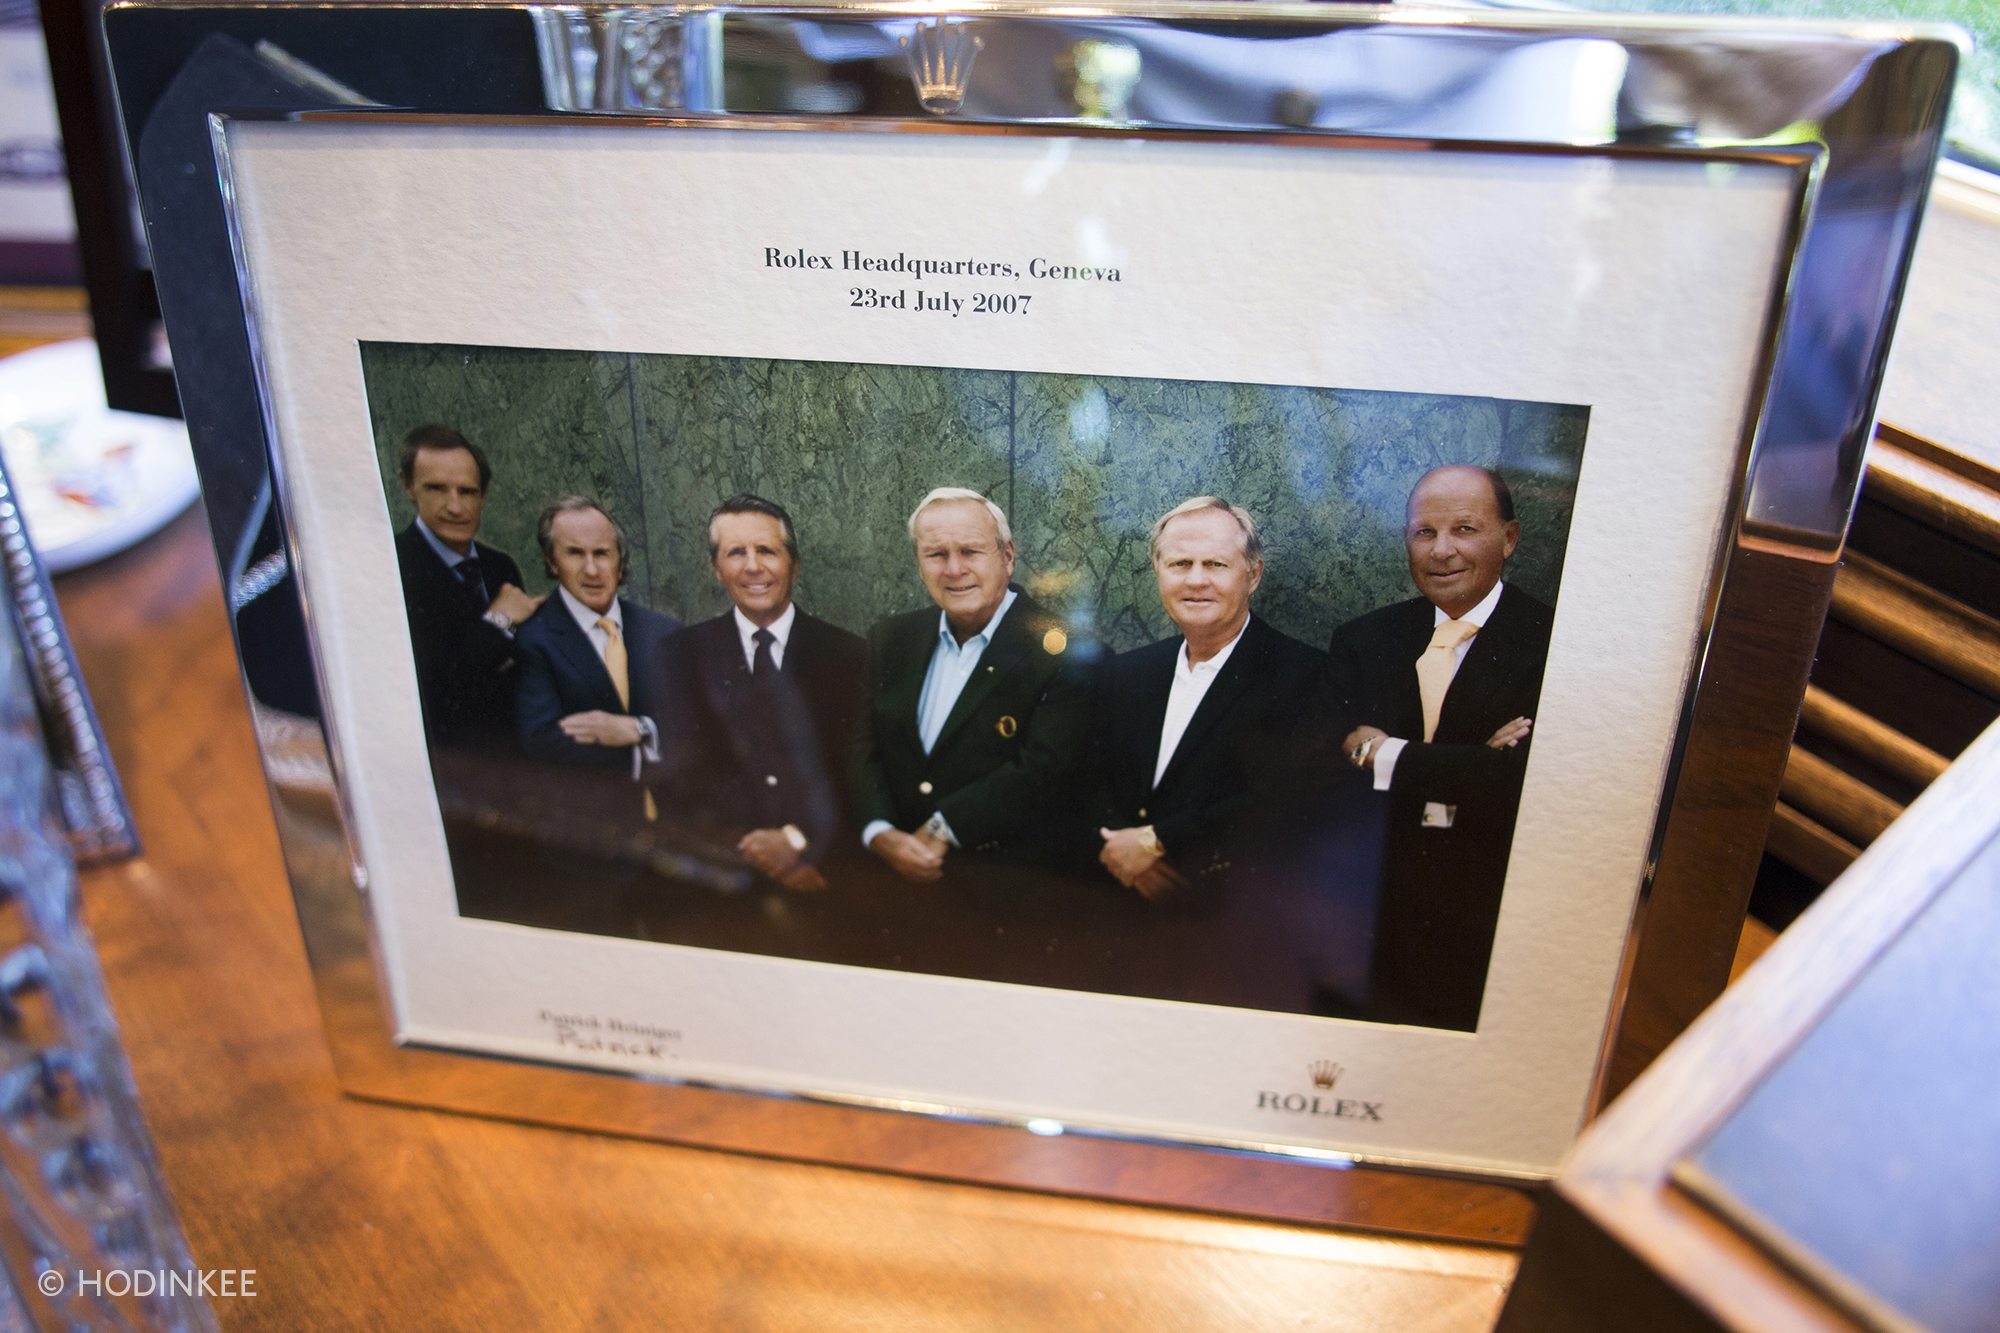 Rolex Headquarters, Geneva
23rd July 2007
Patrick Heiniger
Patrick.
ROLEX
© HODINKEE